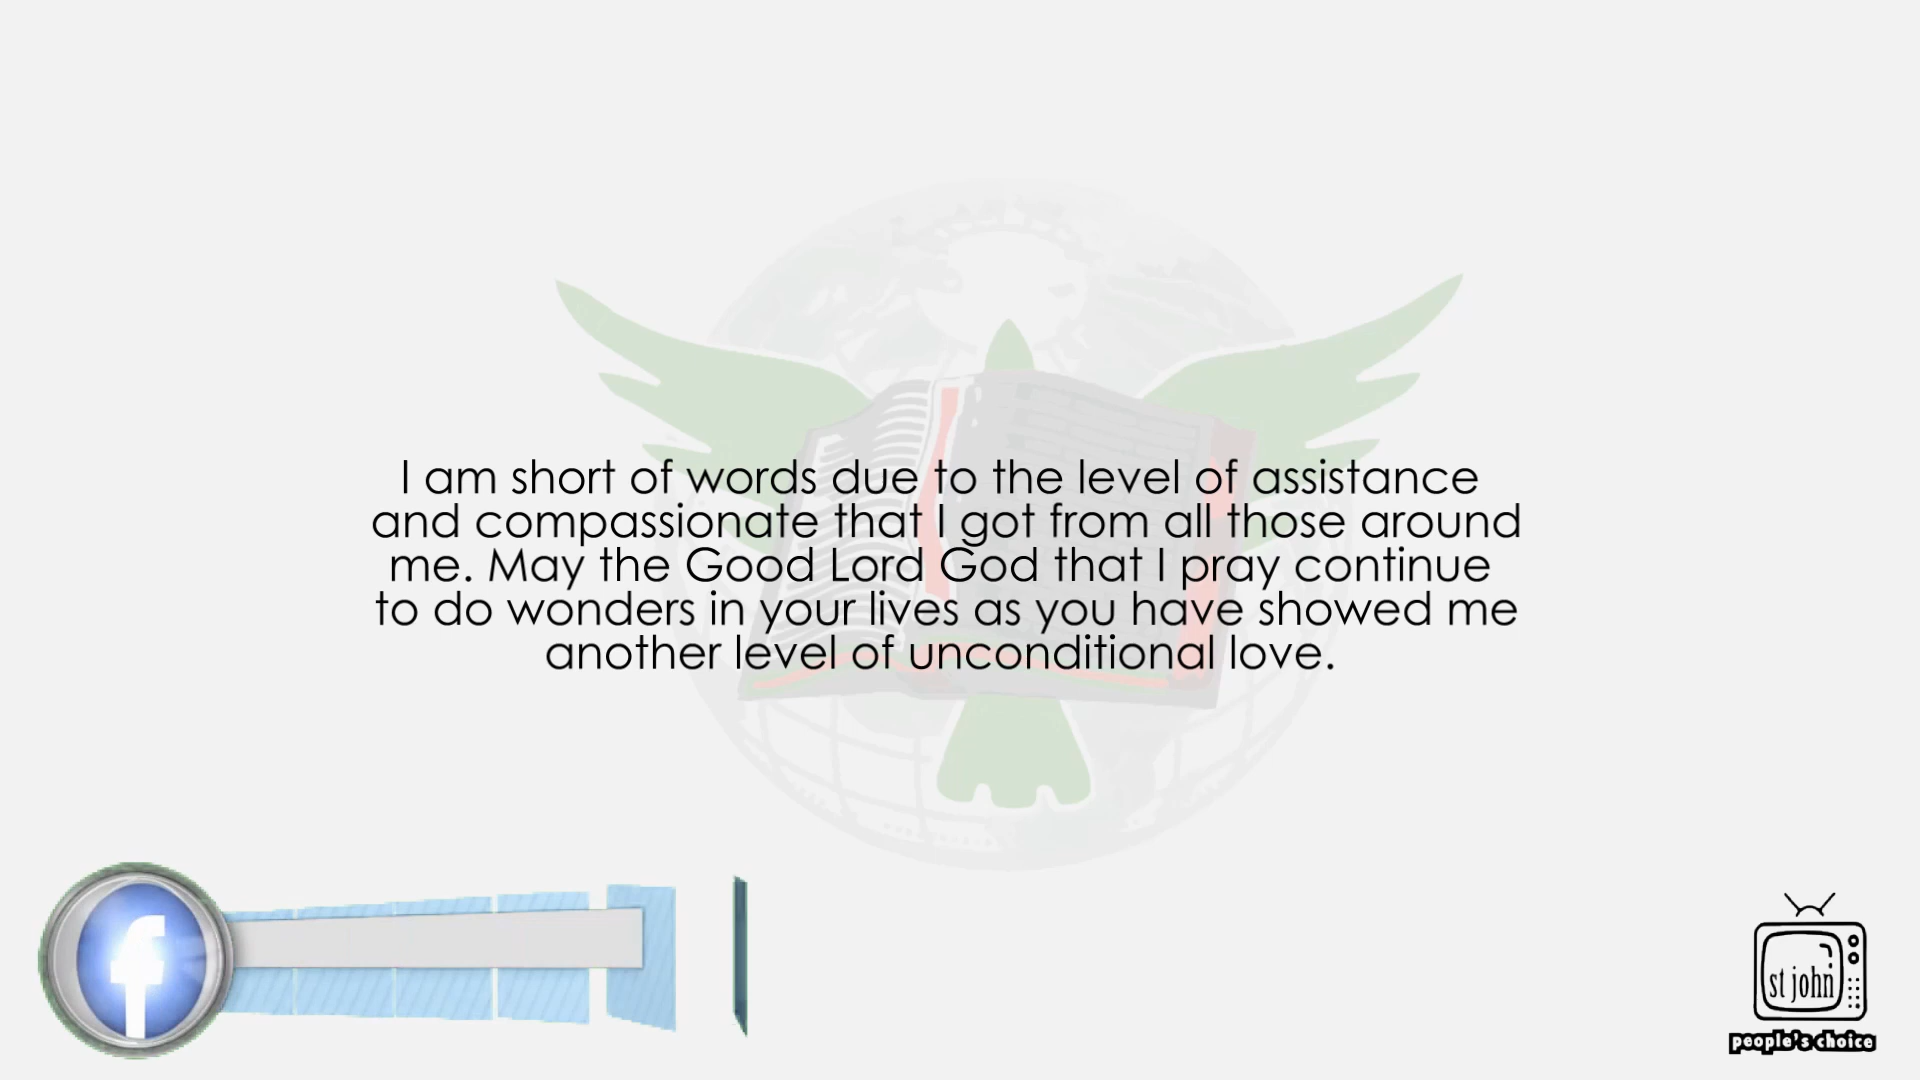 I am short of words due to the level of assistance
and compassionate that I got from all those around
me. May the Good Lord God that I pray continue
to do wonders in your lives as you have showed me
another level of unconditional love.
f
st john
people's choice